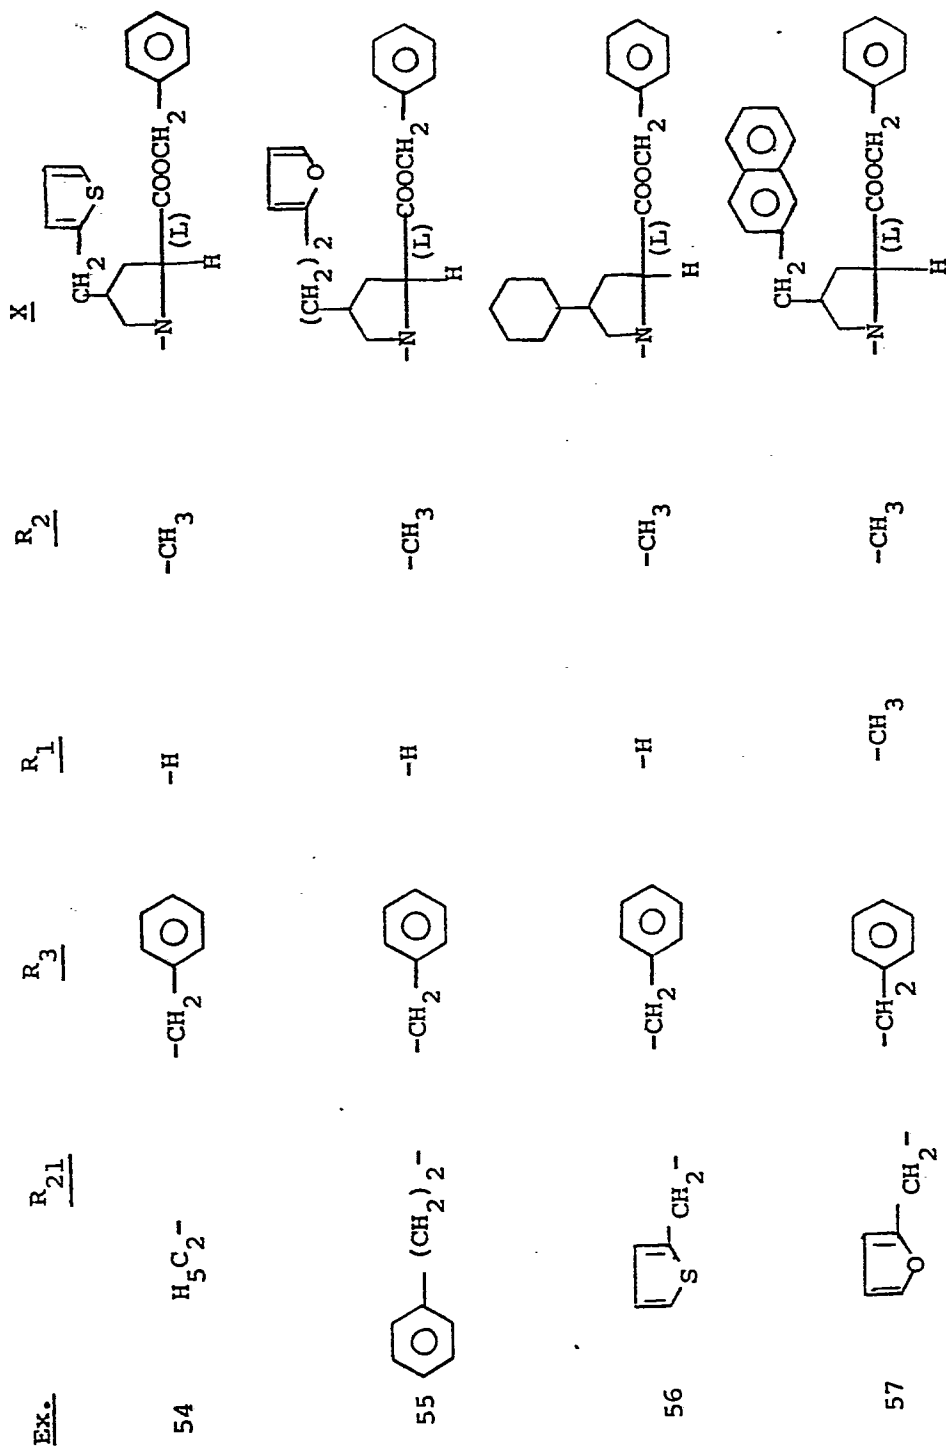 Ex. R21 R3 R1 R2 X
54 H5C2- -CH2 -H -CH3 CH2 S -N (L) COOCH2 H
55 (CH2)2- -CH2 -H -CH3 (CH2)2 O -N (L) COOCH2 H
56 S CH2- -CH2 -H -CH3 -N (L) COOCH2 H
57 O CH2- -CH2 -CH3 -CH3 CH2 -N (L) COOCH2 H